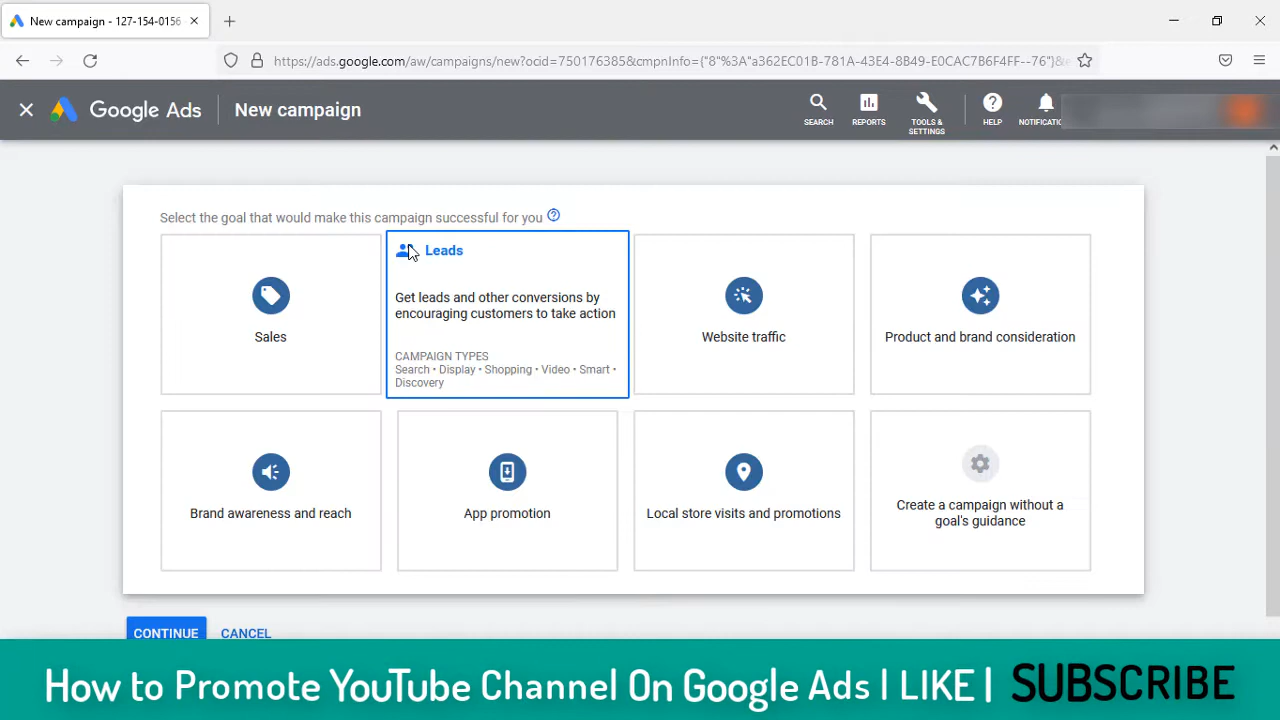 New campaign - 127-154-0156
https://ads.google.com/aw/campaigns/new?ocid=750176385&cmpnInfo={"8"%3A"a362EC01B-781A-43E4-8B49-E0CAC7B6F4FF--76"}&
Google Ads
New campaign
SEARCH
REPORTS
TOOLS &
SETTINGS
HELP
NOTIFICATIO
Select the goal that would make this campaign successful for you
Sales
Leads
Get leads and other conversions by
encouraging customers to take action
CAMPAIGN TYPES
Search • Display • Shopping • Video • Smart •
Discovery
Website traffic
Product and brand consideration
Brand awareness and reach
App promotion
Local store visits and promotions
Create a campaign without a
goal's guidance
CONTINUE
CANCEL
How to Promote YouTube Channel On Google Ads | LIKE | SUBSCRIBE